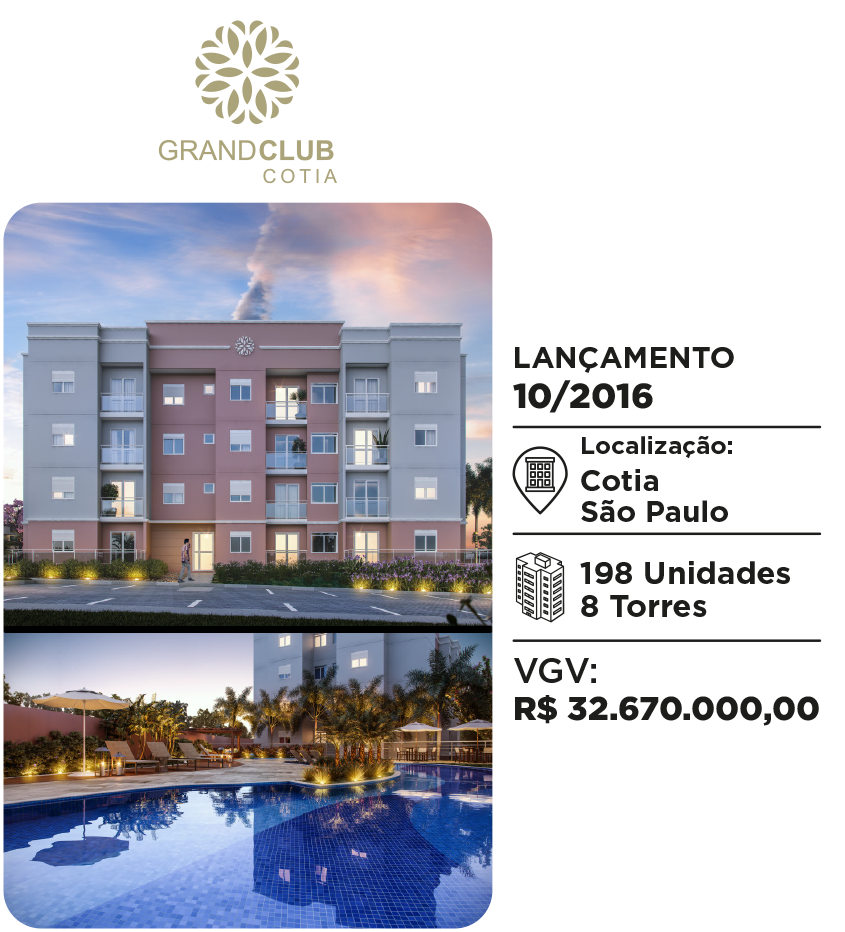 GRANDCLUB
COTIA
LANÇAMENTO
10/2016
Localização:
Cotia
São Paulo
198 Unidades
8 Torres
VGV:
R$ 32.670.000,00